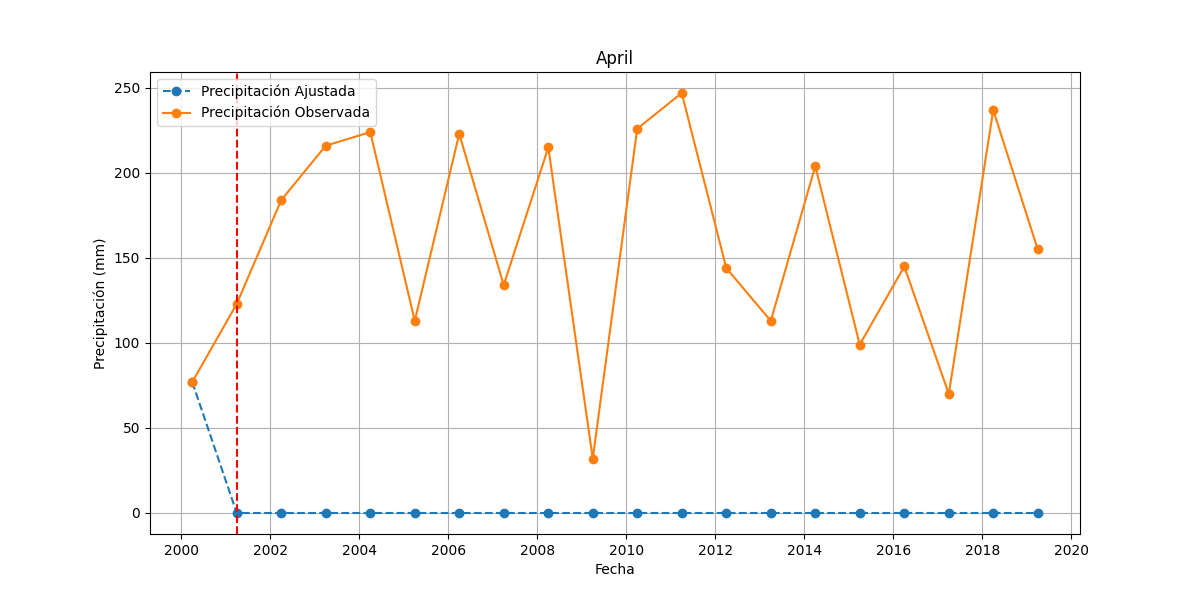 April
Precipitación Ajustada
Precipitación Observada
Precipitación (mm)
250
200
150
100
50
0
2000 2002 2004 2006 2008 2010 2012 2014 2016 2018 2020
Fecha